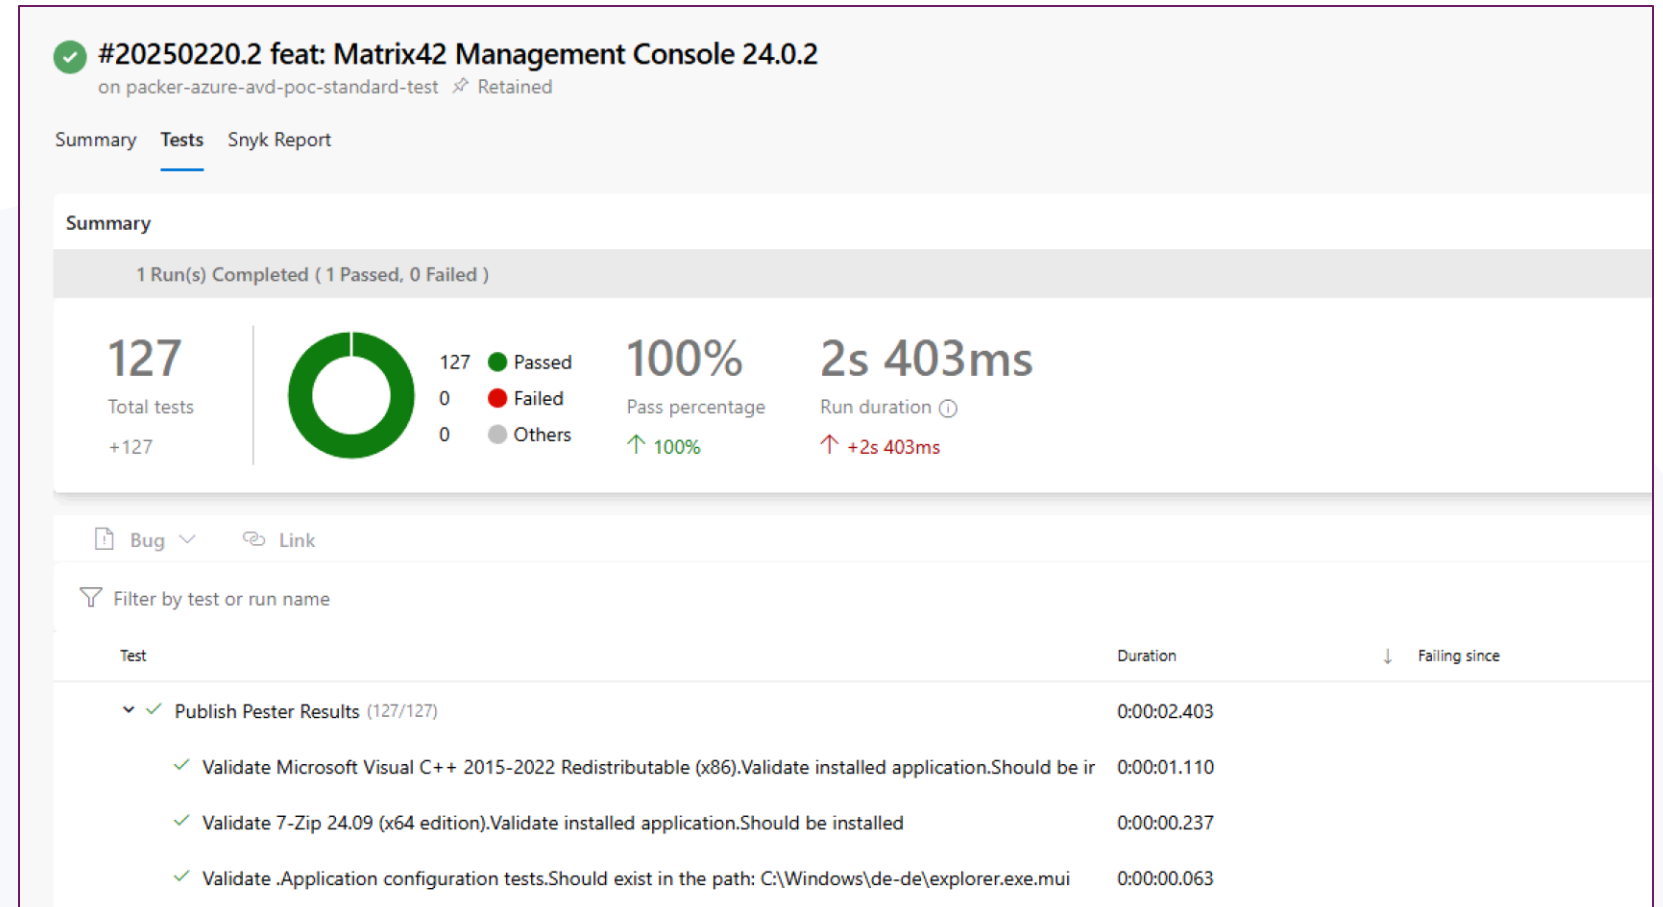 #20250220.2 feat: Matrix42 Management Console 24.0.2
on packer-azure-avd-poc-standard-test Retained
Summary Tests Snyk Report
Summary
1 Run(s) Completed ( 1 Passed, 0 Failed )
127
Total tests
+127
127 Passed
0 Failed
0 Others
100%
Pass percentage
100%
2s 403ms
Run duration
+2s 403ms
Bug Link
Filter by test or run name
Test Duration Failing since
Publish Pester Results (127/127) 0:00:02.403
Validate Microsoft Visual C++ 2015-2022 Redistributable (x86).Validate installed application.Should be ir 0:00:01.110
Validate 7-Zip 24.09 (x64 edition).Validate installed application.Should be installed 0:00:00.237
Validate .Application configuration tests.Should exist in the path: C:\Windows\de-de\explorer.exe.mui 0:00:00.063